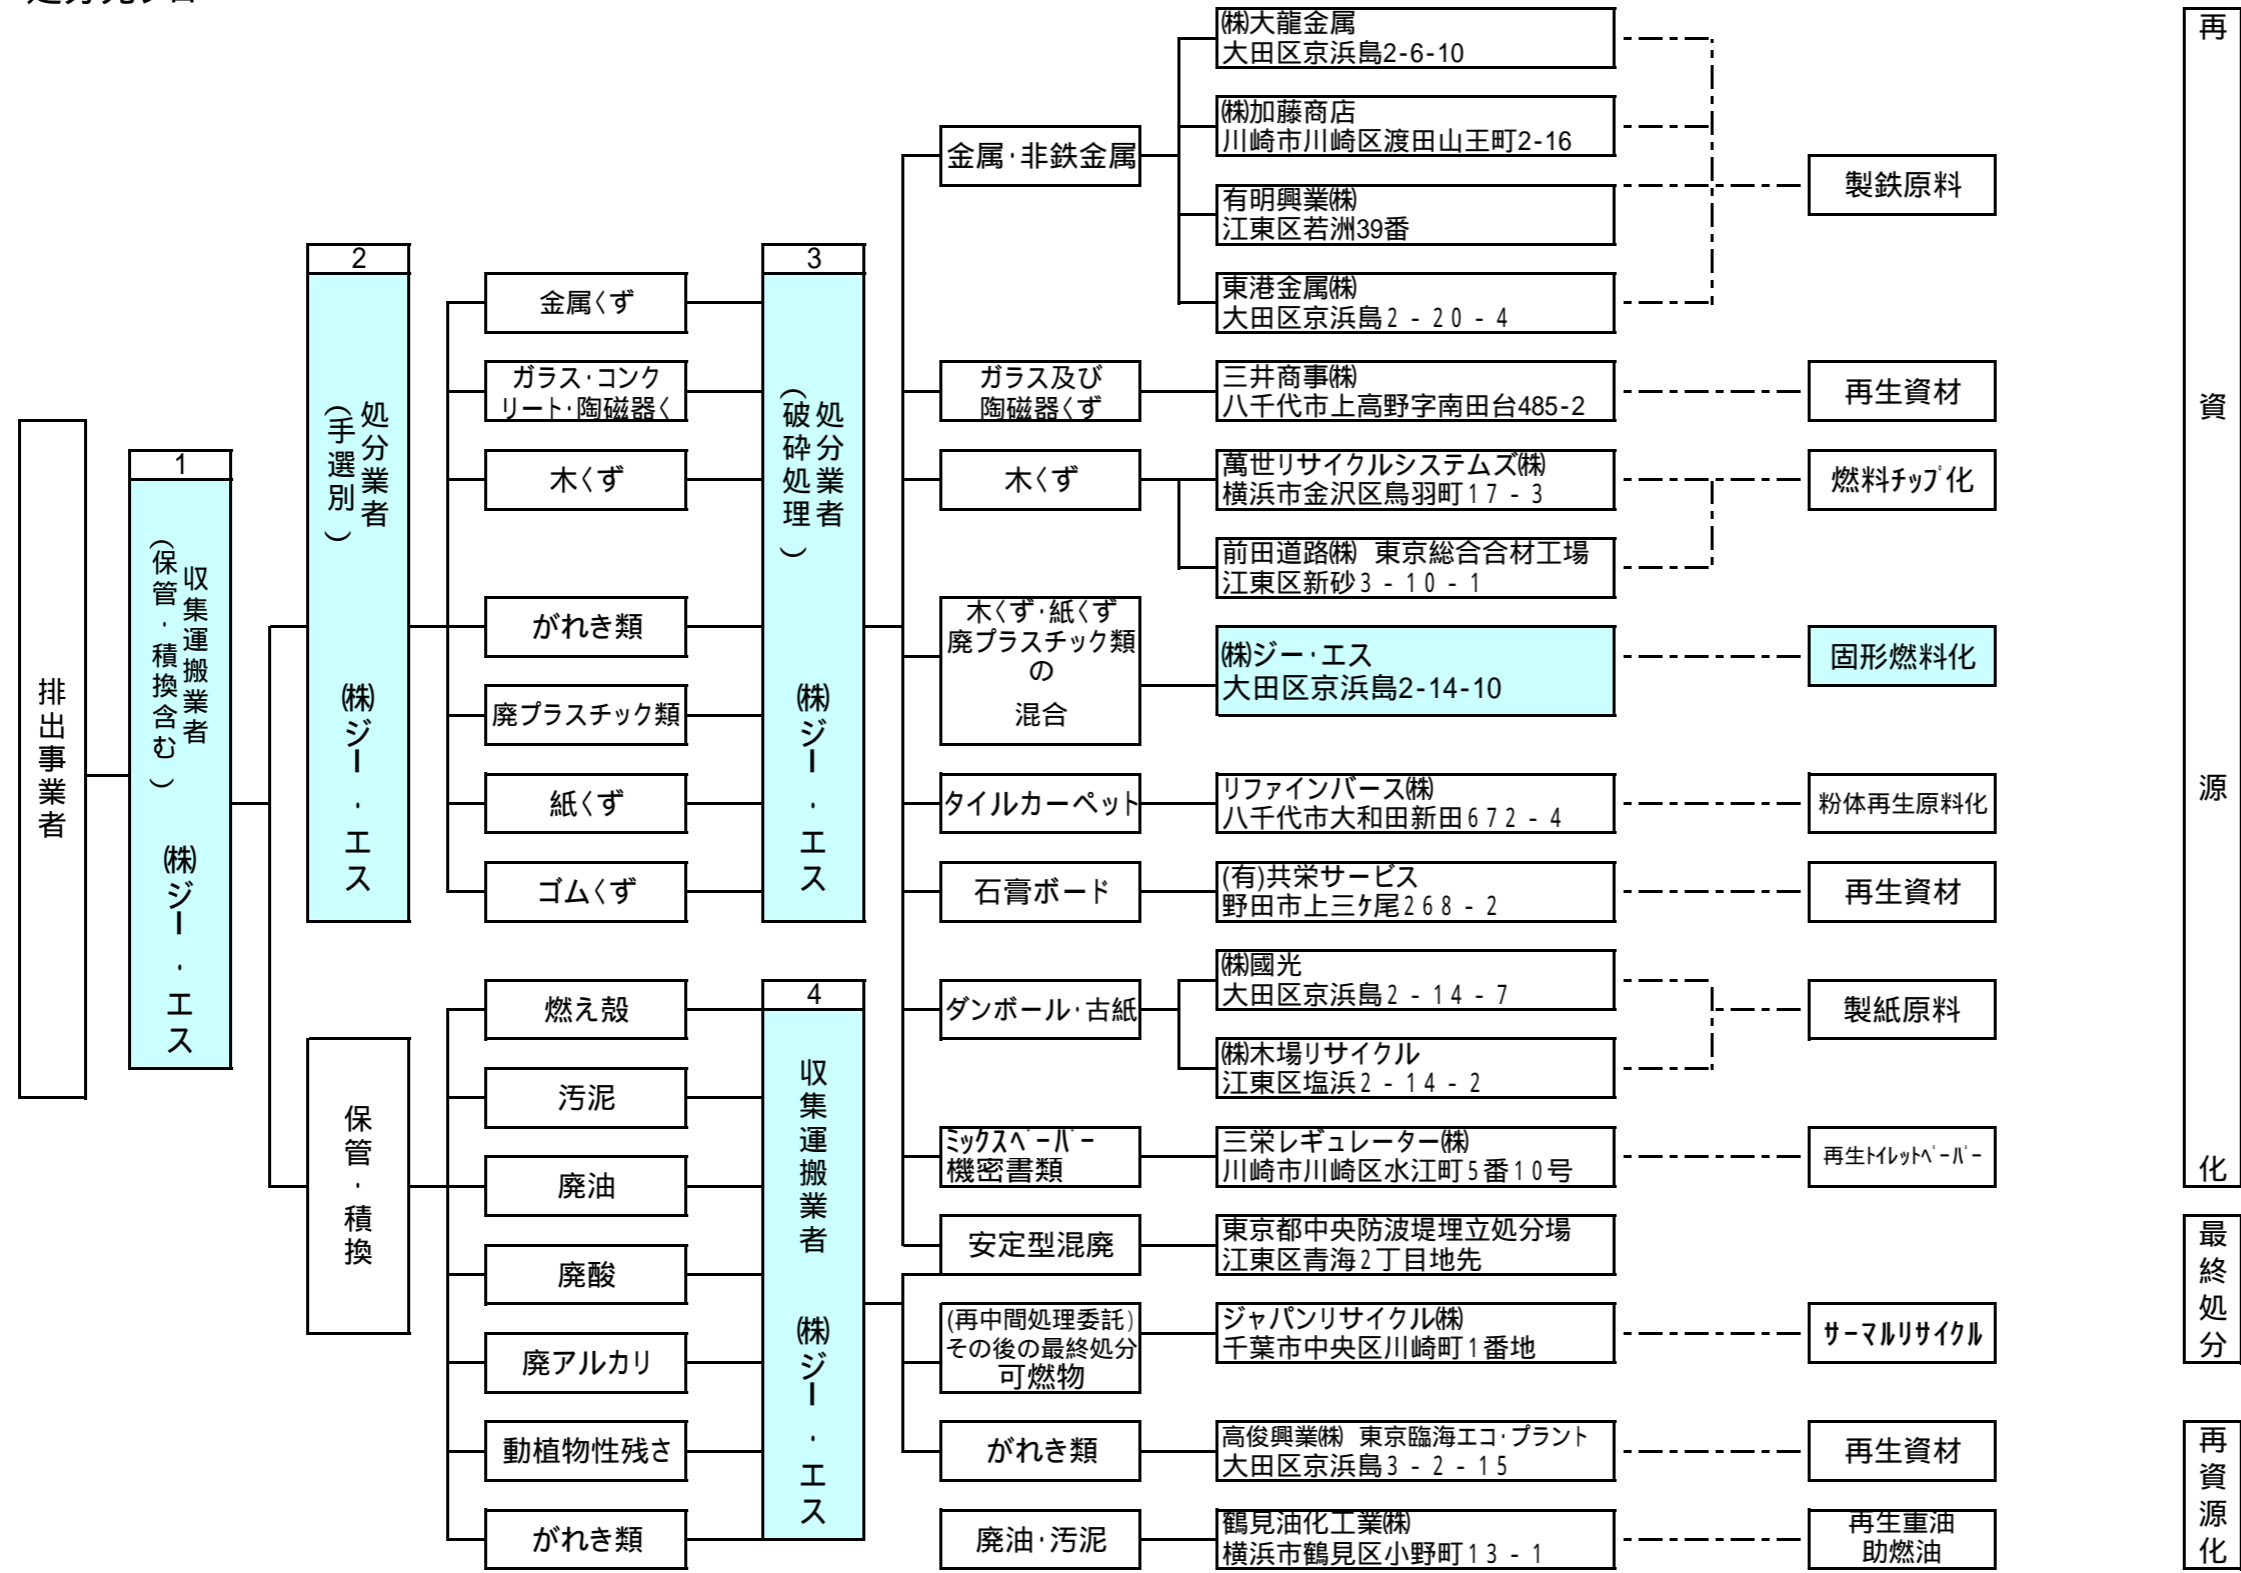 排出事業者
1
収集運搬業者
(保管・積換含む)
㈱ジー・エス
2
処分業者
(手選別)
㈱ジー・エス
保管・積換
金属くず
ガラス・コンク
リート・陶磁器く
木くず
がれき類
廃プラスチック類
紙くず
ゴムくず
燃え殻
汚泥
廃油
廃酸
廃アルカリ
動植物性残さ
がれき類
3
処分業者
(破砕処理)
㈱ジー・エス
4
収集運搬業者
㈱ジー・エス
金属・非鉄金属
㈱大龍金属
大田区京浜島2-6-10
㈱加藤商店
川崎市川崎区渡田山王町2-16
有明興業㈱
江東区若洲39番
東港金属㈱
大田区京浜島2-20-4
製鉄原料
ガラス及び
陶磁器くず
三井商事㈱
八千代市上高野字南田台485-2
再生資材
木くず
萬世リサイクルシステムズ㈱
横浜市金沢区鳥羽町17-3
前田道路㈱ 東京総合合材工場
江東区新砂3-10-1
燃料ﾁｯﾌﾟ化
木くず・紙くず
廃プラスチック類
の
混合
㈱ジー・エス
大田区京浜島2-14-10
固形燃料化
タイルカーペット
リファインバース㈱
八千代市大和田新田672-4
粉体再生原料化
石膏ボード
(有)共栄サービス
野田市上三ケ尾268-2
再生資材
ダンボール・古紙
㈱國光
大田区京浜島2-14-7
㈱木場リサイクル
江東区塩浜2-14-2
製紙原料
ﾐｯｸｽﾍﾟｰﾊﾟｰ
機密書類
三栄レギュレーター㈱
川崎市川崎区水江町5番10号
再生ﾄｲﾚｯﾄﾍﾟｰﾊﾟｰ
安定型混廃
東京都中央防波堤埋立処分場
江東区青海2丁目地先
(再中間処理委託)
その後の最終処分
可燃物
ジャパンリサイクル㈱
千葉市中央区川崎町1番地
ｻｰﾏﾙﾘｻｲｸﾙ
がれき類
高俊興業㈱ 東京臨海エコ・プラント
大田区京浜島3-2-15
再生資材
廃油・汚泥
鶴見油化工業㈱
横浜市鶴見区小野町13-1
再生重油
助燃油
再資源化
最終処分
再資源化